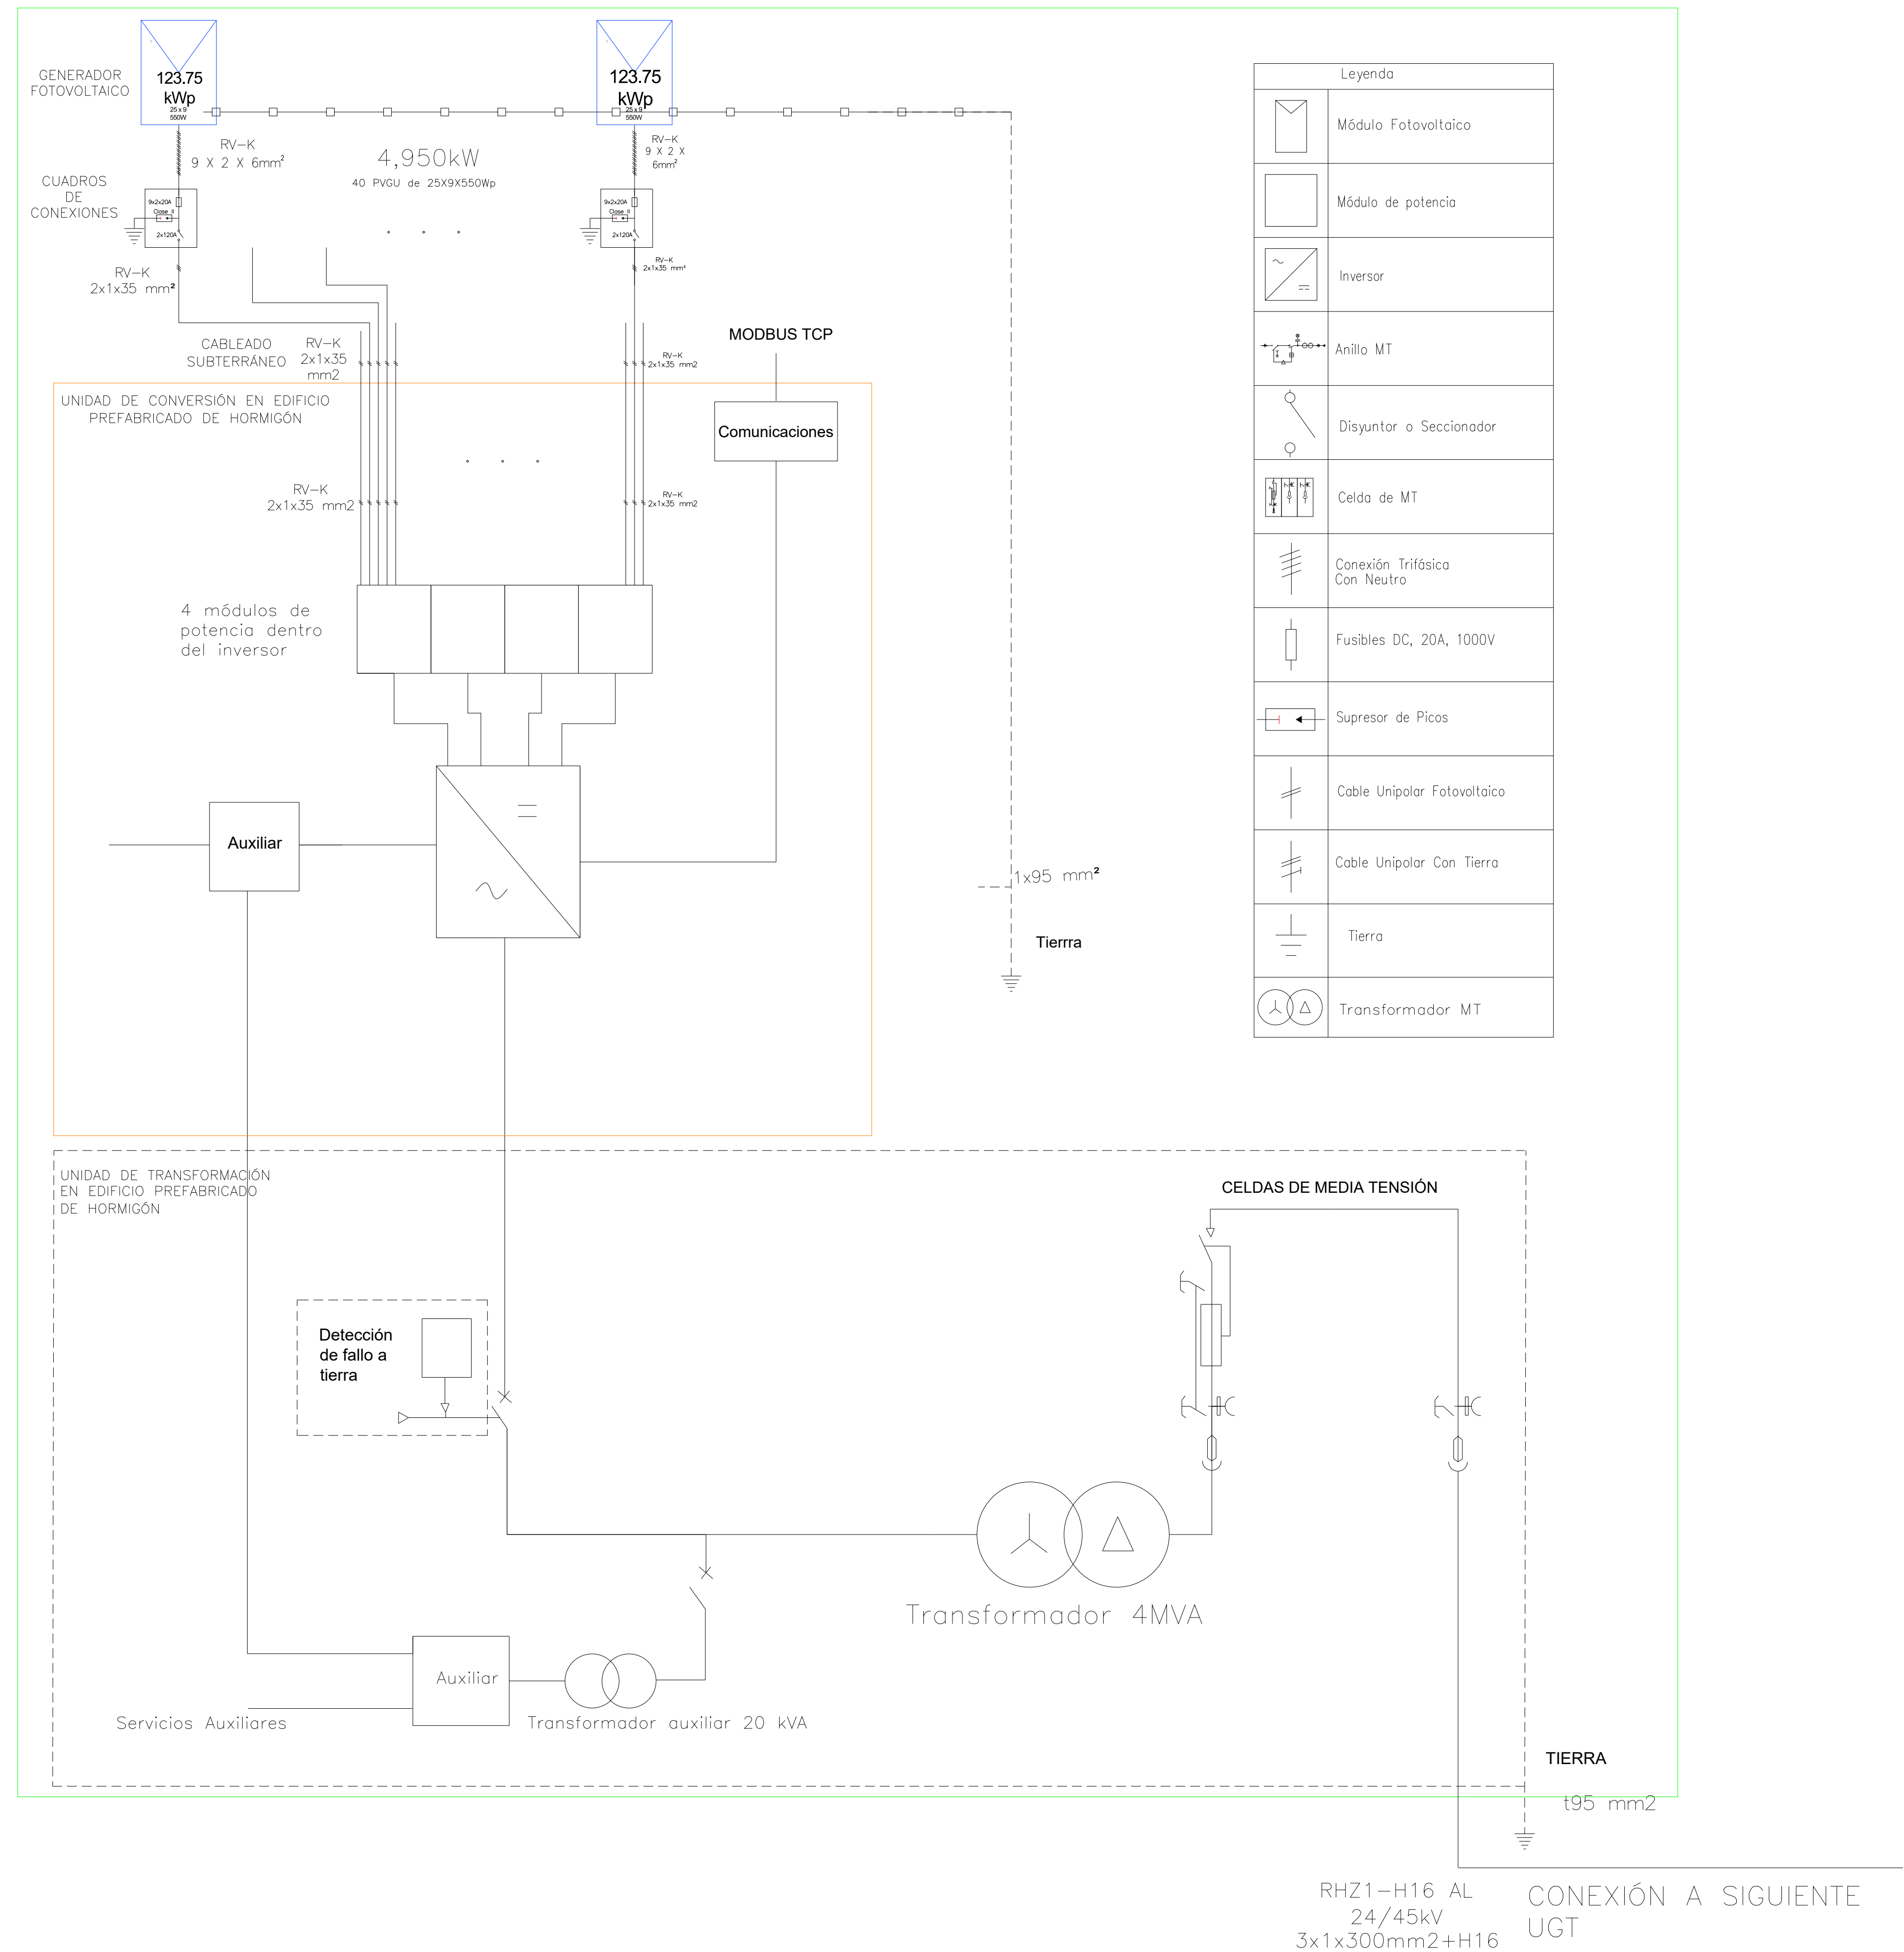 GENERADOR
FOTOVOLTAICO
123.75
kWp
25 x 9
550W
123.75
kWp
25 x 9
550W
RV-K
9 X 2 X 6mm²
4,950kW
40 PVGU de 25X9X550Wp
RV-K
9 X 2 X
6mm²
CUADROS
DE
CONEXIONES
9x2x20A
Clase II
2x120A
9x2x20A
Clase II
2x120A
RV-K
2x1x35 mm²
RV-K
2x1x35 mm²
CABLEADO
SUBTERRÁNEO
RV-K
2x1x35
mm2
RV-K
2x1x35 mm2
MODBUS TCP
UNIDAD DE CONVERSIÓN EN EDIFICIO
PREFABRICADO DE HORMIGÓN
Comunicaciones
RV-K
2x1x35 mm2
RV-K
2x1x35 mm2
4 módulos de
potencia dentro
del inversor
Auxiliar
1x95 mm²
Tierrra
Leyenda
Módulo Fotovoltaico
Módulo de potencia
Inversor
Anillo MT
Disyuntor o Seccionador
Celda de MT
Conexión Trifásica
Con Neutro
Fusibles DC, 20A, 1000V
Supresor de Picos
Cable Unipolar Fotovoltaico
Cable Unipolar Con Tierra
Tierra
Transformador MT
UNIDAD DE TRANSFORMACIÓN
EN EDIFICIO PREFABRICADO
DE HORMIGÓN
CELDAS DE MEDIA TENSIÓN
Detección
de fallo a
tierra
Transformador 4MVA
Auxiliar
Servicios Auxiliares
Transformador auxiliar 20 kVA
TIERRA
t95 mm2
RHZ1-H16 AL
24/45kV
3x1x300mm2+H16
CONEXIÓN A SIGUIENTE
UGT